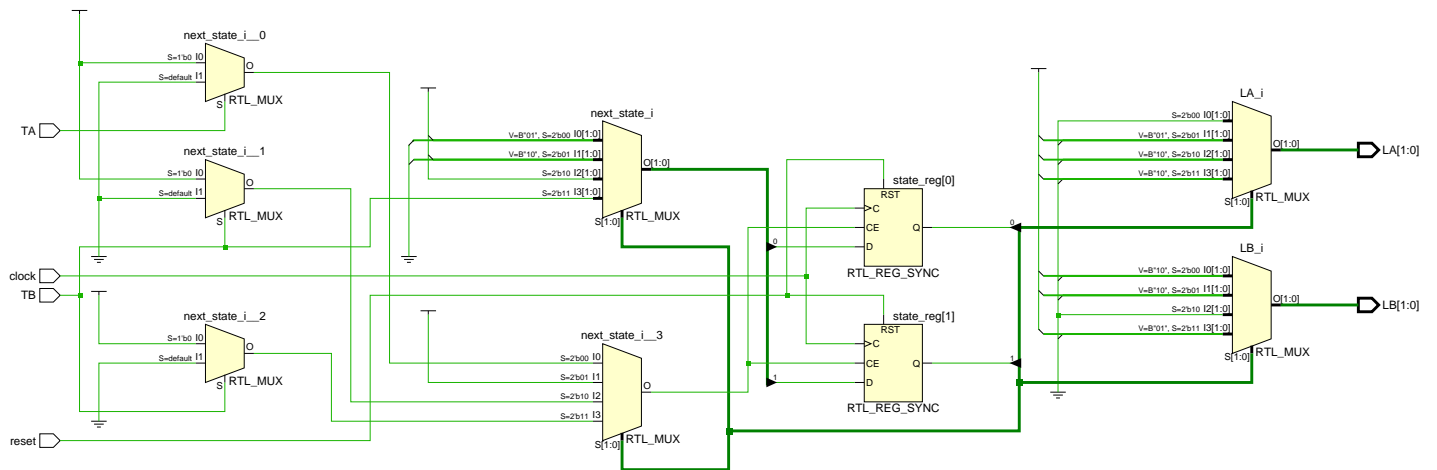 next_state_i__0
S=1'b0 I0
S=default I1
O
S
RTL_MUX
TA
next_state_i__1
S=1'b0 I0
S=default I1
O
S
RTL_MUX
clock
TB
next_state_i__2
S=1'b0 I0
S=default I1
O
S
RTL_MUX
reset
next_state_i
V=B"01", S=2'b00 I0[1:0]
V=B"10", S=2'b01 I1[1:0]
S=2'b10 I2[1:0]
S=2'b11 I3[1:0]
O[1:0]
S[1:0]
RTL_MUX
next_state_i__3
S=2'b00 I0
S=2'b01 I1
S=2'b10 I2
S=2'b11 I3
O
S[1:0]
RTL_MUX
state_reg[0]
RST
C
CE
D
Q
0
0
RTL_REG_SYNC
state_reg[1]
RST
C
CE
D
Q
1
1
RTL_REG_SYNC
LA_i
S=2'b00 I0[1:0]
V=B"01", S=2'b01 I1[1:0]
V=B"10", S=2'b10 I2[1:0]
V=B"10", S=2'b11 I3[1:0]
O[1:0]
S[1:0]
RTL_MUX
LA[1:0]
LB_i
V=B"10", S=2'b00 I0[1:0]
V=B"10", S=2'b01 I1[1:0]
S=2'b10 I2[1:0]
V=B"01", S=2'b11 I3[1:0]
O[1:0]
S[1:0]
RTL_MUX
LB[1:0]